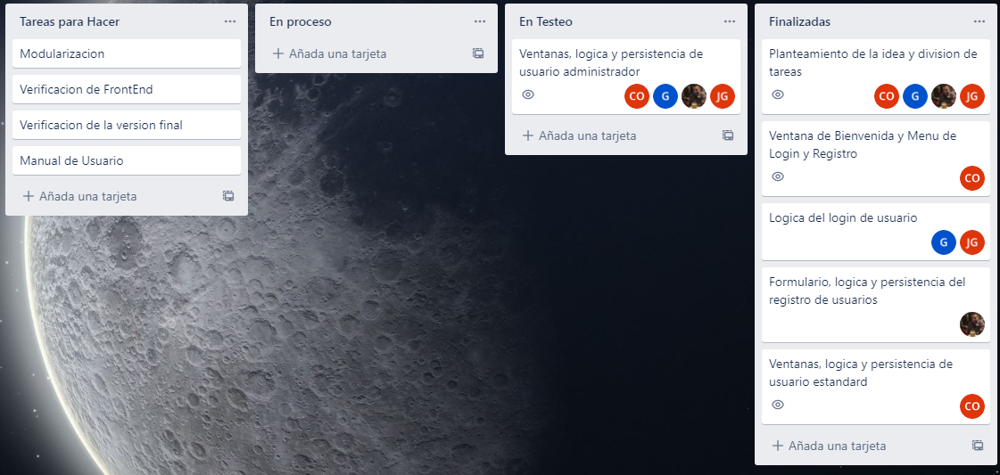 Tareas para Hacer
Modularizacion
Verificacion de FrontEnd
Verificacion de la version final
Manual de Usuario
Añada una tarjeta
En proceso
Añada una tarjeta
En Testeo
Ventanas, logica y persistencia de
usuario administrador
CO G JG
Añada una tarjeta
Finalizadas
Planteamiento de la idea y division de
tareas
CO G JG
Ventana de Bienvenida y Menu de
Login y Registro
CO
Logica del login de usuario
G JG
Formulario, logica y persistencia del
registro de usuarios
Ventanas, logica y persistencia de
usuario estandard
CO
Añada una tarjeta